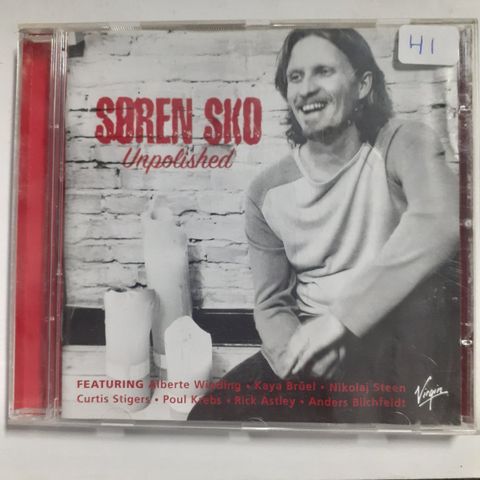 41
SØREN SKO
Unpolished
FEATURING Alberte Winding • Kaya Brüel • Nikolaj Steen
Curtis Stigers • Poul Krebs • Rick Astley • Anders Blichfeldt
Virgin